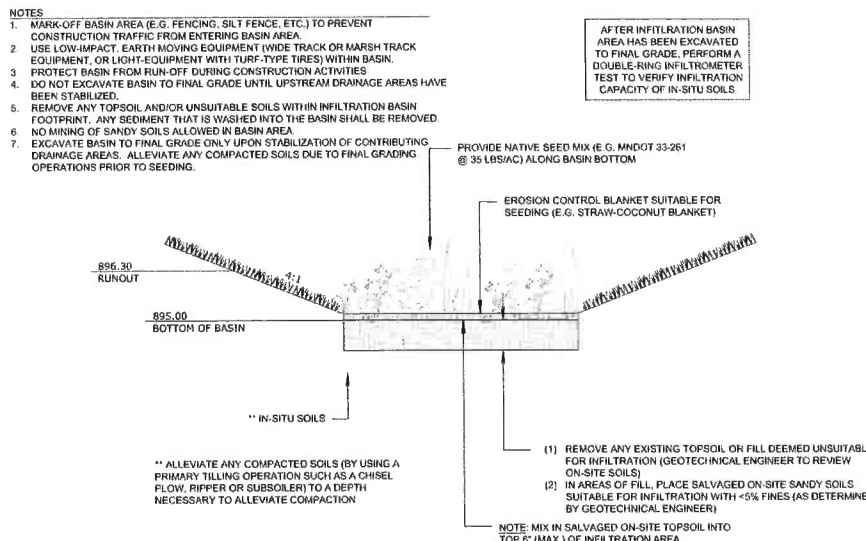 NOTES
1. MARK-OFF BASIN AREA (E.G. FENCING, SILT FENCE, ETC.) TO PREVENT
CONSTRUCTION TRAFFIC FROM ENTERING BASIN AREA.
2 USE LOW-IMPACT, EARTH MOVING EQUIPMENT (WIDE TRACK OR MARSH TRACK
EQUIPMENT, OR LIGHT-EQUIPMENT WITH TURF-TYPE TIRES) WITHIN BASIN.
3 PROTECT BASIN FROM RUN-OFF DURING CONSTRUCTION ACTIVITIES
4. DO NOT EXCAVATE BASIN TO FINAL GRADE UNTIL UPSTREAM DRAINAGE AREAS HAVE
BEEN STABILIZED.
5. REMOVE ANY TOPSOIL AND/OR UNSUITABLE SOILS WITHIN INFILTRATION BASIN
FOOTPRINT. ANY SEDIMENT THAT IS WASHED INTO THE BASIN SHALL BE REMOVED.
6 NO MINING OF SANDY SOILS ALLOWED IN BASIN AREA
7. EXCAVATE BASIN TO FINAL GRADE ONLY UPON STABILIZATION OF CONTRIBUTING
DRAINAGE AREAS. ALLEVIATE ANY COMPACTED SOILS DUE TO FINAL GRADING
OPERATIONS PRIOR TO SEEDING.
AFTER INFITLRATION BASIN
AREA HAS BEEN EXCAVATED
TO FINAL GRADE, PERFORM A
DOUBLE-RING INFILTROMETER
TEST TO VERIFY INFILTRATION
CAPACITY OF IN-SITU SOILS
PROVIDE NATIVE SEED MIX (E.G. MNDOT 33-261
@ 35 LBS/AC) ALONG BASIN BOTTOM
EROSION CONTROL BLANKET SUITABLE FOR
SEEDING (E.G. STRAW-COCONUT BLANKET)
896.30
RUNOUT
4:1
895.00
BOTTOM OF BASIN
** IN-SITU SOILS
** ALLEVIATE ANY COMPACTED SOILS (BY USING A
PRIMARY TILLING OPERATION SUCH AS A CHISEL
PLOW, RIPPER OR SUBSOILER) TO A DEPTH
NECESSARY TO ALLEVIATE COMPACTION
(1) REMOVE ANY EXISTING TOPSOIL OR FILL DEEMED UNSUITABL
FOR INFILTRATION (GEOTECHNICAL ENGINEER TO REVIEW
ON-SITE SOILS)
(2) IN AREAS OF FILL, PLACE SALVAGED ON-SITE SANDY SOILS
SUITABLE FOR INFILTRATION WITH <5% FINES (AS DETERMINE
BY GEOTECHNICAL ENGINEER)
NOTE: MIX IN SALVAGED ON-SITE TOPSOIL INTO
TOP 6" (MAX.) OF INFILTRATION AREA